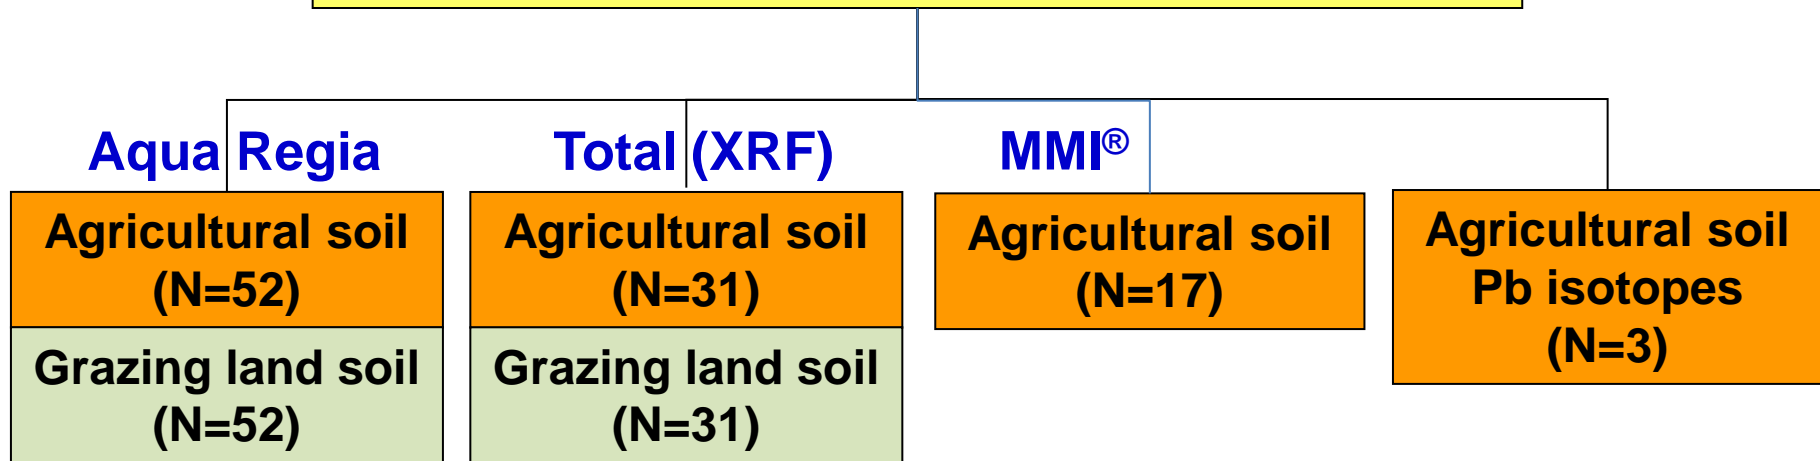 Aqua Regia
Agricultural soil
(N=52)
Grazing land soil
(N=52)
Total (XRF)
Agricultural soil
(N=31)
Grazing land soil
(N=31)
MMI®
Agricultural soil
(N=17)
Agricultural soil
Pb isotopes
(N=3)